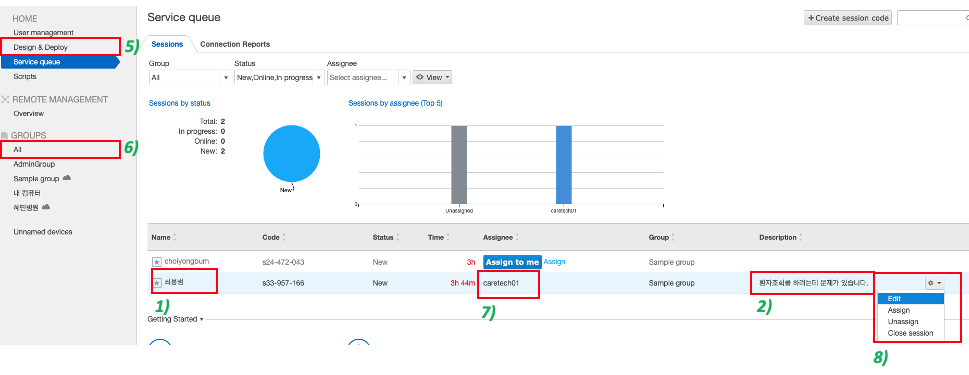 HOME
User management
Design & Deploy
5)
Service queue
Scripts
REMOTE MANAGEMENT
Overview
GROUPS
All
6)
AdminGroup
Sample group
내 컴퓨터
혜민병원
Unnamed devices
Service queue
+Create session code
Sessions
Connection Reports
Group
Status
Assignee
All
New,Online,In progress
Select assignee...
View
Sessions by status
Total: 2
In progress: 0
Online: 0
New: 2
New
Sessions by assignee (Top 5)
Unassigned
caretech01
Name Code Status Time Assignee Group Description
choiyongbum s24-472-043 New 3h Assign to me Assign Sample group
최용범 s33-957-166 New 3h 44m caretech01 Sample group 환자조회를 하려는데 문제가 있습니다.
1)
7)
2)
Edit
Assign
Unassign
Close session
8)
Getting Started